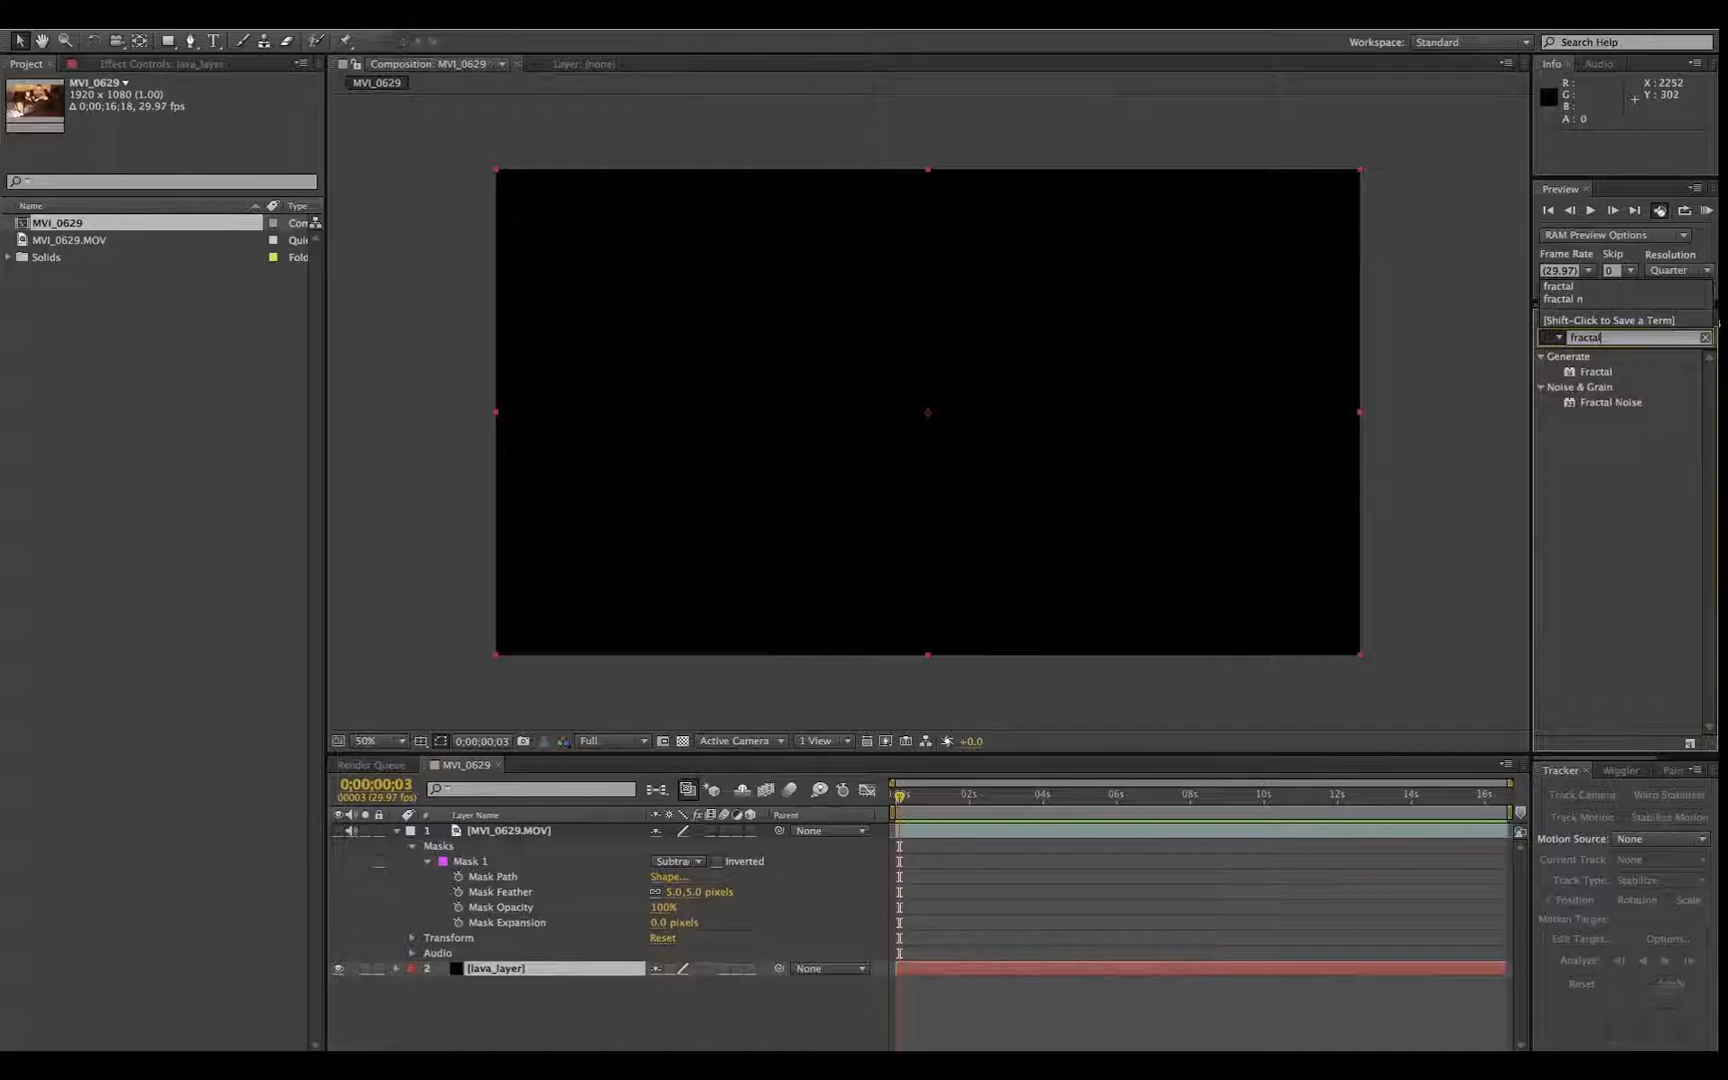 Workspace: Standard
Search Help
Project
Effect Controls: lava_layer
Composition: MVI_0629
Layer: (none)
Info
Audio
MVI_0629
1920 x 1080 (1.00)
Δ 0;00;16;18, 29.97 fps
MVI_0629
R :
G :
B :
A : 0
X : 2252
Y : 302
Preview
Name
Type
MVI_0629
MVI_0629.MOV
Solids
Fold
RAM Preview Options
Frame Rate
Skip
Resolution
(29.97)
0
Quarter
fractal
fractal n
[Shift-Click to Save a Term]
fractal
Generate
Fractal
Noise & Grain
Fractal Noise
50%
0;00;00;03
Full
Active Camera
1 View
+0.0
Render Queue
MVI_0629
0;00;00;03
00003 (29.97 fps)
02s
04s
06s
08s
10s
12s
14s
16s
# Layer Name
Parent
1 [MVI_0629.MOV]
None
Masks
Mask 1
Subtra
Inverted
Mask Path
Shape...
Mask Feather
5.0,5.0 pixels
Mask Opacity
100%
Mask Expansion
0.0 pixels
Transform
Reset
Audio
2 [lava_layer]
None
Tracker
Wiggler
Track Camera
Warp Stabilizer
Track Motion
Stabilize Motion
Motion Source: None
Current Track: None
Track Type: Stabilize
Position
Rotation
Scale
Motion Target:
Edit Target...
Options...
Analyze:
Reset
Apply